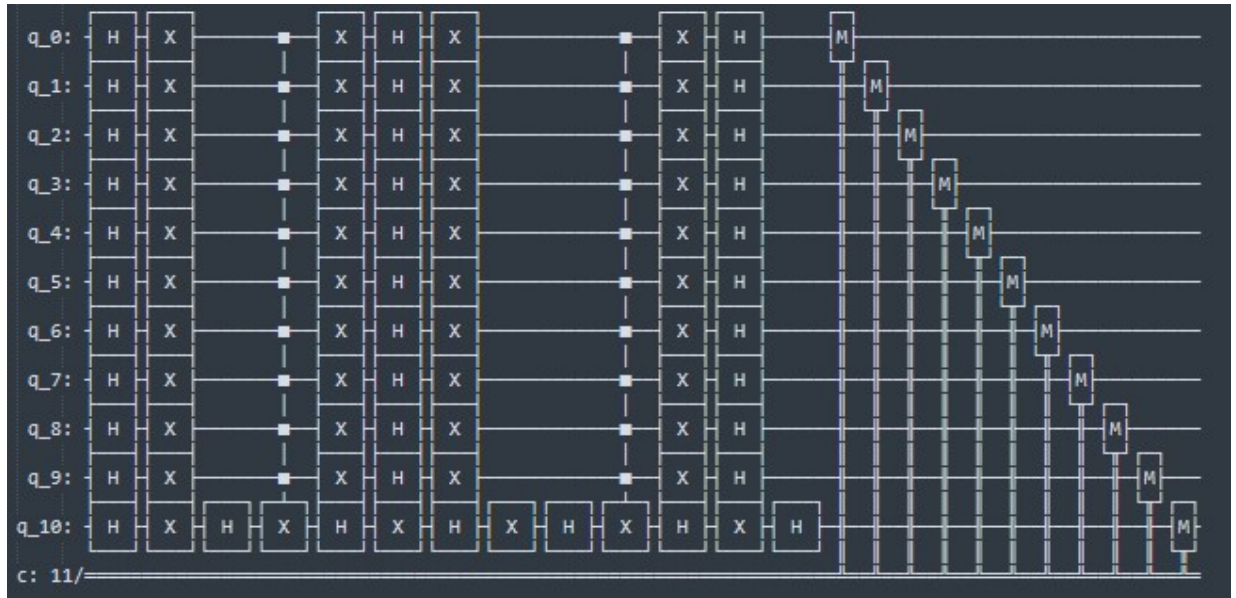 q_0: H X X H X X H M
q_1: H X X H X X H M
q_2: H X X H X X H M
q_3: H X X H X X H M
q_4: H X X H X X H M
q_5: H X X H X X H M
q_6: H X X H X X H M
q_7: H X X H X X H M
q_8: H X X H X X H M
q_9: H X X H X X H M
q_10: H X H X H X H X H X H X H M
c: 11/